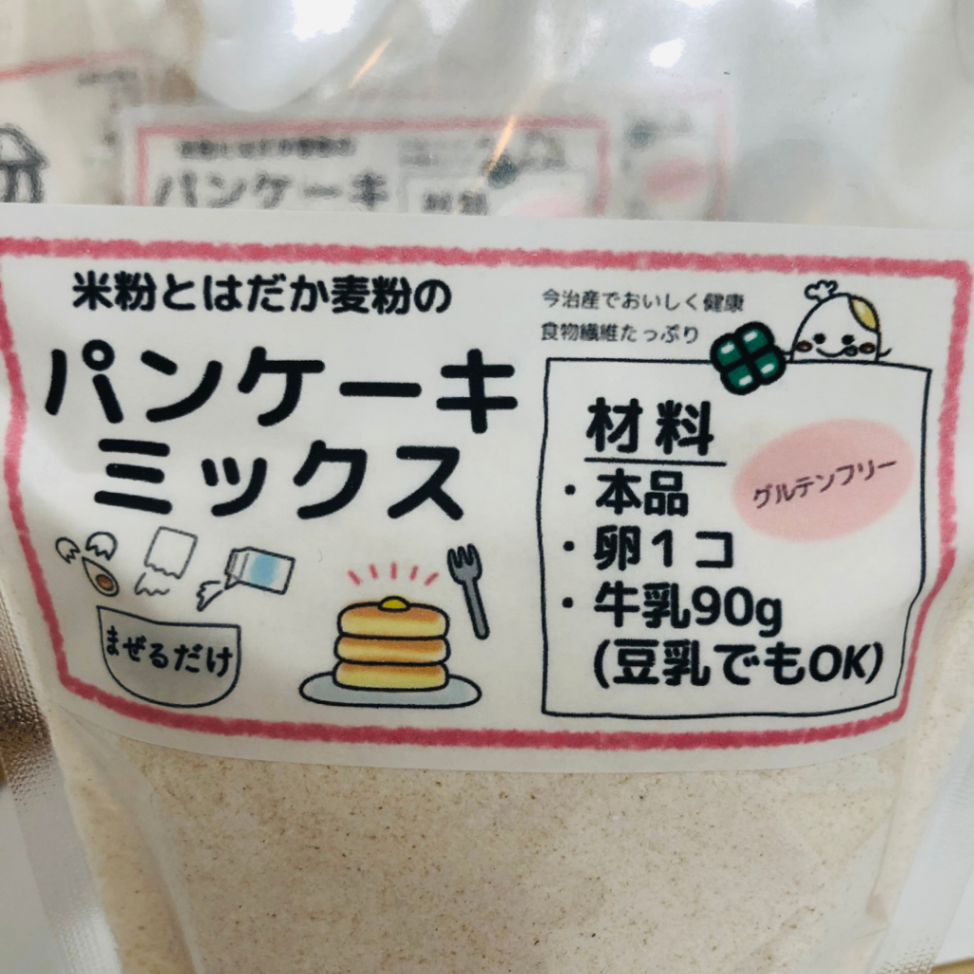 分
パンケーキ
米粉とはだか麦粉の
パンケーキ
ミックス
まぜるだけ
今治産でおいしく健康
食物繊維たっぷり
材料
グルテンフリー
・本品
・卵1コ
・牛乳90g
(豆乳でもOK)